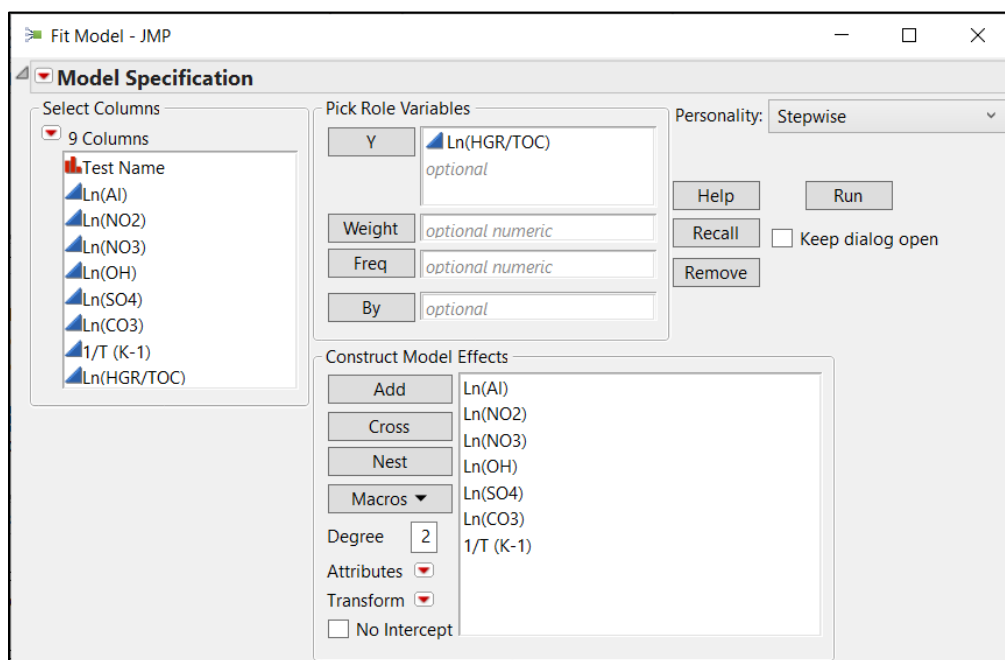 Fit Model - JMP
Model Specification
Select Columns
9 Columns
Test Name
Ln(Al)
Ln(NO2)
Ln(NO3)
Ln(OH)
Ln(SO4)
Ln(CO3)
1/T (K-1)
Ln(HGR/TOC)
Pick Role Variables
Y
Ln(HGR/TOC)
optional
Weight
optional numeric
Freq
optional numeric
By
optional
Personality:
Stepwise
Help
Run
Recall
Keep dialog open
Remove
Construct Model Effects
Add
Cross
Nest
Macros
Degree
2
Attributes
Transform
No Intercept
Ln(Al)
Ln(NO2)
Ln(NO3)
Ln(OH)
Ln(SO4)
Ln(CO3)
1/T (K-1)